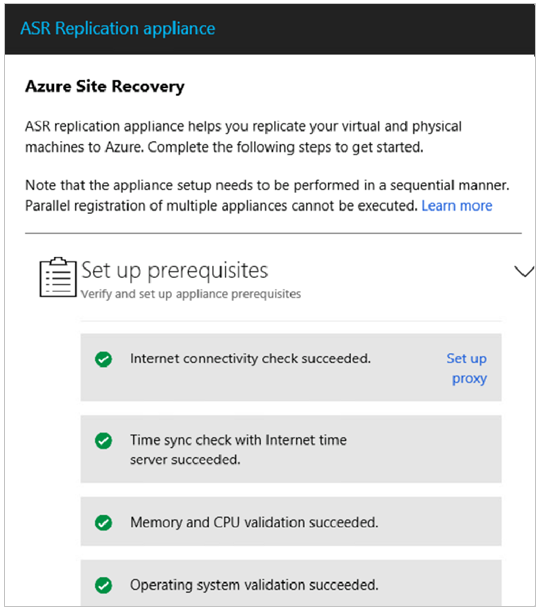 ASR Replication appliance
Azure Site Recovery
ASR replication appliance helps you replicate your virtual and physical
machines to Azure. Complete the following steps to get started.
Note that the appliance setup needs to be performed in a sequential manner.
Parallel registration of multiple appliances cannot be executed. Learn more
Set up prerequisites
Verify and set up appliance prerequisites
Internet connectivity check succeeded.
Set up
proxy
Time sync check with Internet time
server succeeded.
Memory and CPU validation succeeded.
Operating system validation succeeded.